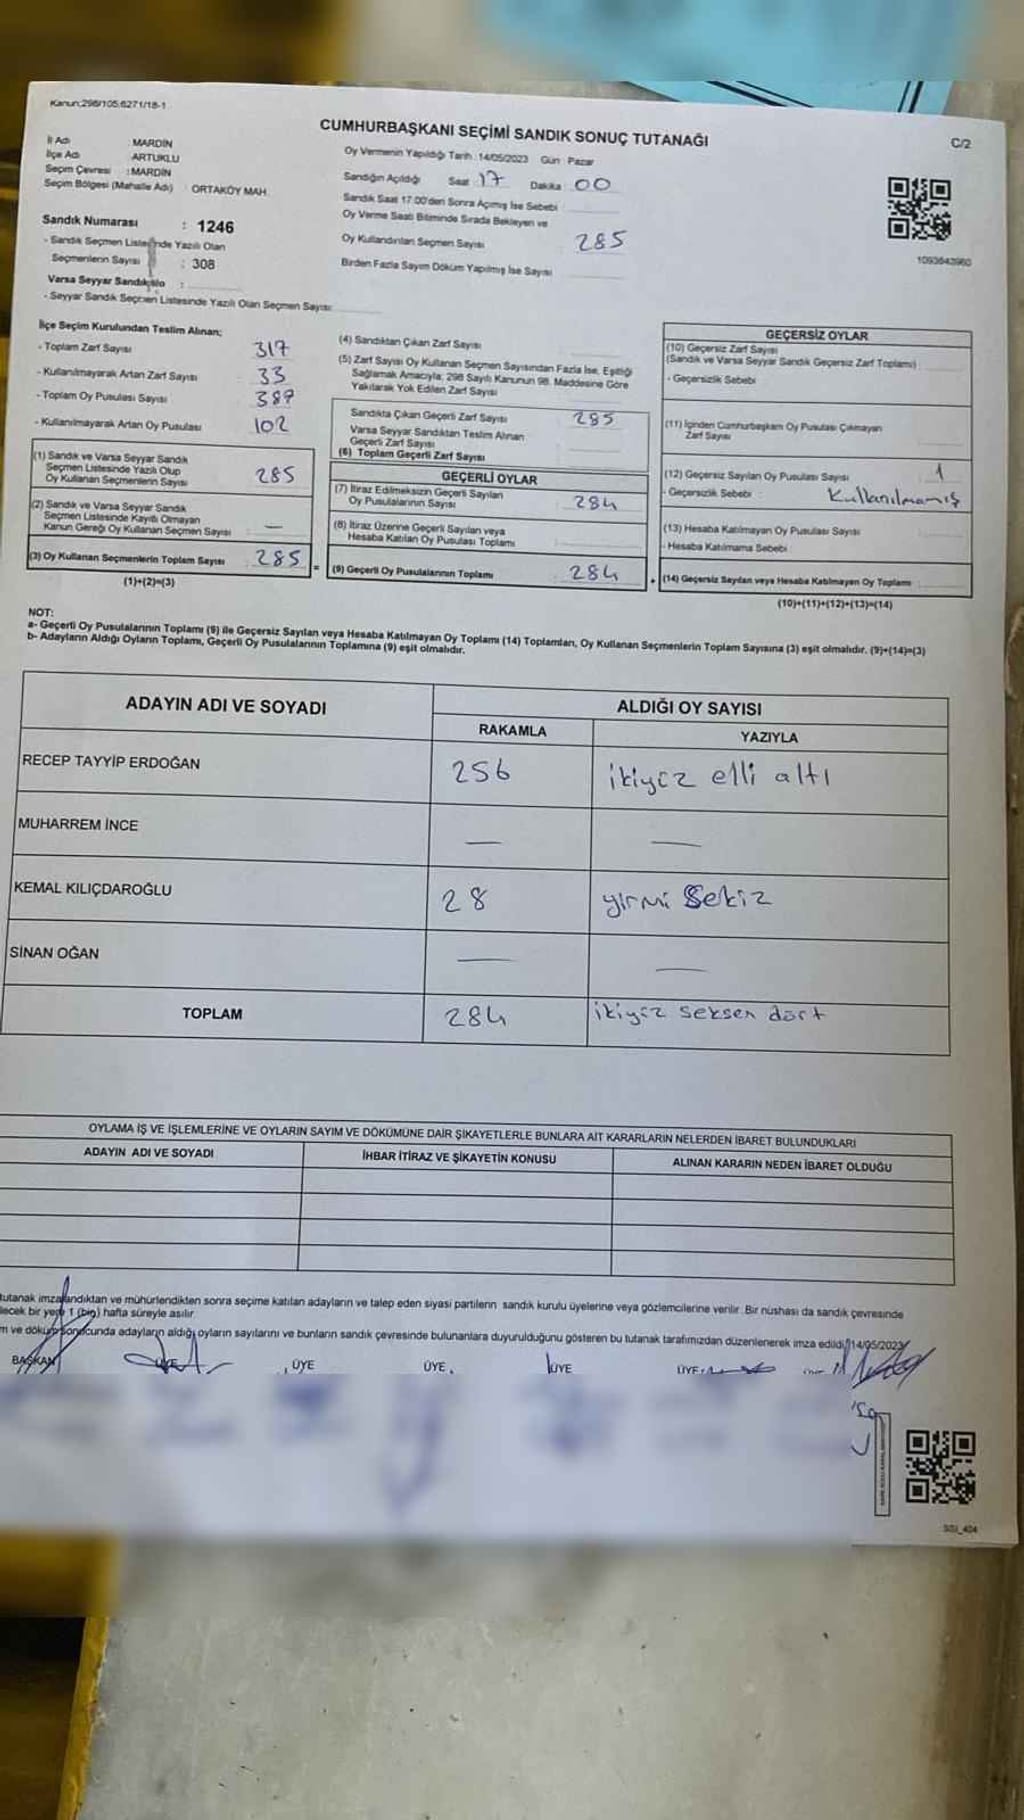 Kanun:298/105,6271/18-1
CUMHURBAŞKANI SEÇİMİ SANDIK SONUÇ TUTANAĞI
C/2
İl Adı : MARDİN
İlçe Adı ARTUKLU
Seçim Çevresi : MARDİN
Seçim Bölgesi (Mahalle Adı) : ORTAKÖY MAH.
Oy Vermenin Yapıldığı Tarih : 14/05/2023 Gün : Pazar
Sandığın Açıldığı Saat 17 Dakika 00
Sandık Saat 17:00'den Sonra Açımış İse Sebebi :
Oy Verme Saati Bitiminde Sırada Bekleyen ve
Oy Kullandırılan Seçmen Sayısı 285
Birden Fazla Sayım Döküm Yapılmış İse Sayısı
1093643960
Sandık Numarası : 1246
- Sandık Seçmen Listesinde Yazılı Olan
Seçmenlerin Sayısı : 308
Varsa Seyyar Sandık No :
- Seyyar Sandık Seçmen Listesinde Yazılı Olan Seçmen Sayısı:
İlçe Seçim Kurulundan Teslim Alınan;
- Toplam Zarf Sayısı 317
- Kullanılmayarak Artan Zarf Sayısı 33
- Toplam Oy Pusulası Sayısı 387
- Kullanılmayarak Artan Oy Pusulası 102
(1) Sandık ve Varsa Seyyar Sandık
Seçmen Listesinde Yazılı Olup
Oy Kullanan Seçmenlerin Sayısı 285
(2) Sandık ve Varsa Seyyar Sandık
Seçmen Listesinde Kayıtlı Olmayan
Kanun Gereği Oy Kullanan Seçmen Sayısı —
(3) Oy Kullanan Seçmenlerin Toplam Sayısı 285
(1)+(2)=(3)
(4) Sandıktan Çıkan Zarf Sayısı
(5) Zarf Sayısı Oy Kullanan Seçmen Sayısından Fazla İse, Eşitliği
Sağlamak Amacıyla; 298 Sayılı Kanunun 98. Maddesine Göre
Yakılarak Yok Edilen Zarf Sayısı
Sandıkta Çıkan Geçerli Zarf Sayısı 285
Varsa Seyyar Sandıktan Teslim Alınan
Geçerli Zarf Sayısı
(6) Toplam Geçerli Zarf Sayısı
GEÇERLİ OYLAR
(7) İtiraz Edilmeksizin Geçerli Sayılan
Oy Pusulalarının Sayısı 284
(8) İtiraz Üzerine Geçerli Sayılan veya
Hesaba Katılan Oy Pusulası Toplamı
= (9) Geçerli Oy Pusulalarının Toplamı 284
GEÇERSİZ OYLAR
(10) Geçersiz Zarf Sayısı
(Sandık ve Varsa Seyyar Sandık Geçersiz Zarf Toplamı)
- Geçersizlik Sebebi
(11) İçinden Cumhurbaşkanı Oy Pusulası Çıkmayan
Zarf Sayısı
(12) Geçersiz Sayılan Oy Pusulası Sayısı 1
- Geçersizlik Sebebi : Kullanılmamış
(13) Hesaba Katılmayan Oy Pusulası Sayısı
- Hesaba Katılmama Sebebi
+ (14) Geçersiz Sayılan veya Hesaba Katılmayan Oy Toplamı
(10)+(11)+(12)+(13)=(14)
NOT:
a- Geçerli Oy Pusulalarının Toplamı (9) ile Geçersiz Sayılan veya Hesaba Katılmayan Oy Toplamı (14) Toplamları, Oy Kullanan Seçmenlerin Toplam Sayısına (3) eşit olmalıdır. (9)+(14)=(3)
b- Adayların Aldığı Oyların Toplamı, Geçerli Oy Pusulalarının Toplamına (9) eşit olmalıdır.
ADAYIN ADI VE SOYADI
ALDIĞI OY SAYISI
RAKAMLA YAZIYLA
RECEP TAYYİP ERDOĞAN 256 ikiyüz elli altı
MUHARREM İNCE — —
KEMAL KILIÇDAROĞLU 28 yirmi sekiz
SİNAN OĞAN — —
TOPLAM 284 ikiyüz seksen dört
OYLAMA İŞ VE İŞLEMLERİNE VE OYLARIN SAYIM VE DÖKÜMÜNE DAİR ŞİKAYETLERLE BUNLARA AİT KARARLARIN NELERDEN İBARET BULUNDUKLARI
ADAYIN ADI VE SOYADI İHBAR İTİRAZ VE ŞİKAYETİN KONUSU ALINAN KARARIN NEDEN İBARET OLDUĞU
tutanak imzalandıktan ve mühürlendikten sonra seçime katılan adayların ve talep eden siyasi partilerin sandık kurulu üyelerine veya gözlemcilerine verilir. Bir nüshası da sandık çevresinde
lecek bir yere 1 (bir) hafta süreyle asılır.
m ve döküm sonucunda adayların aldığı oyların sayılarını ve bunların sandık çevresinde bulunanlara duyurulduğunu gösteren bu tutanak tarafımızdan düzenlenerek imza edildi. 14/05/2023
BAŞKAN ÜYE ÜYE ÜYE ÜYE ÜYE